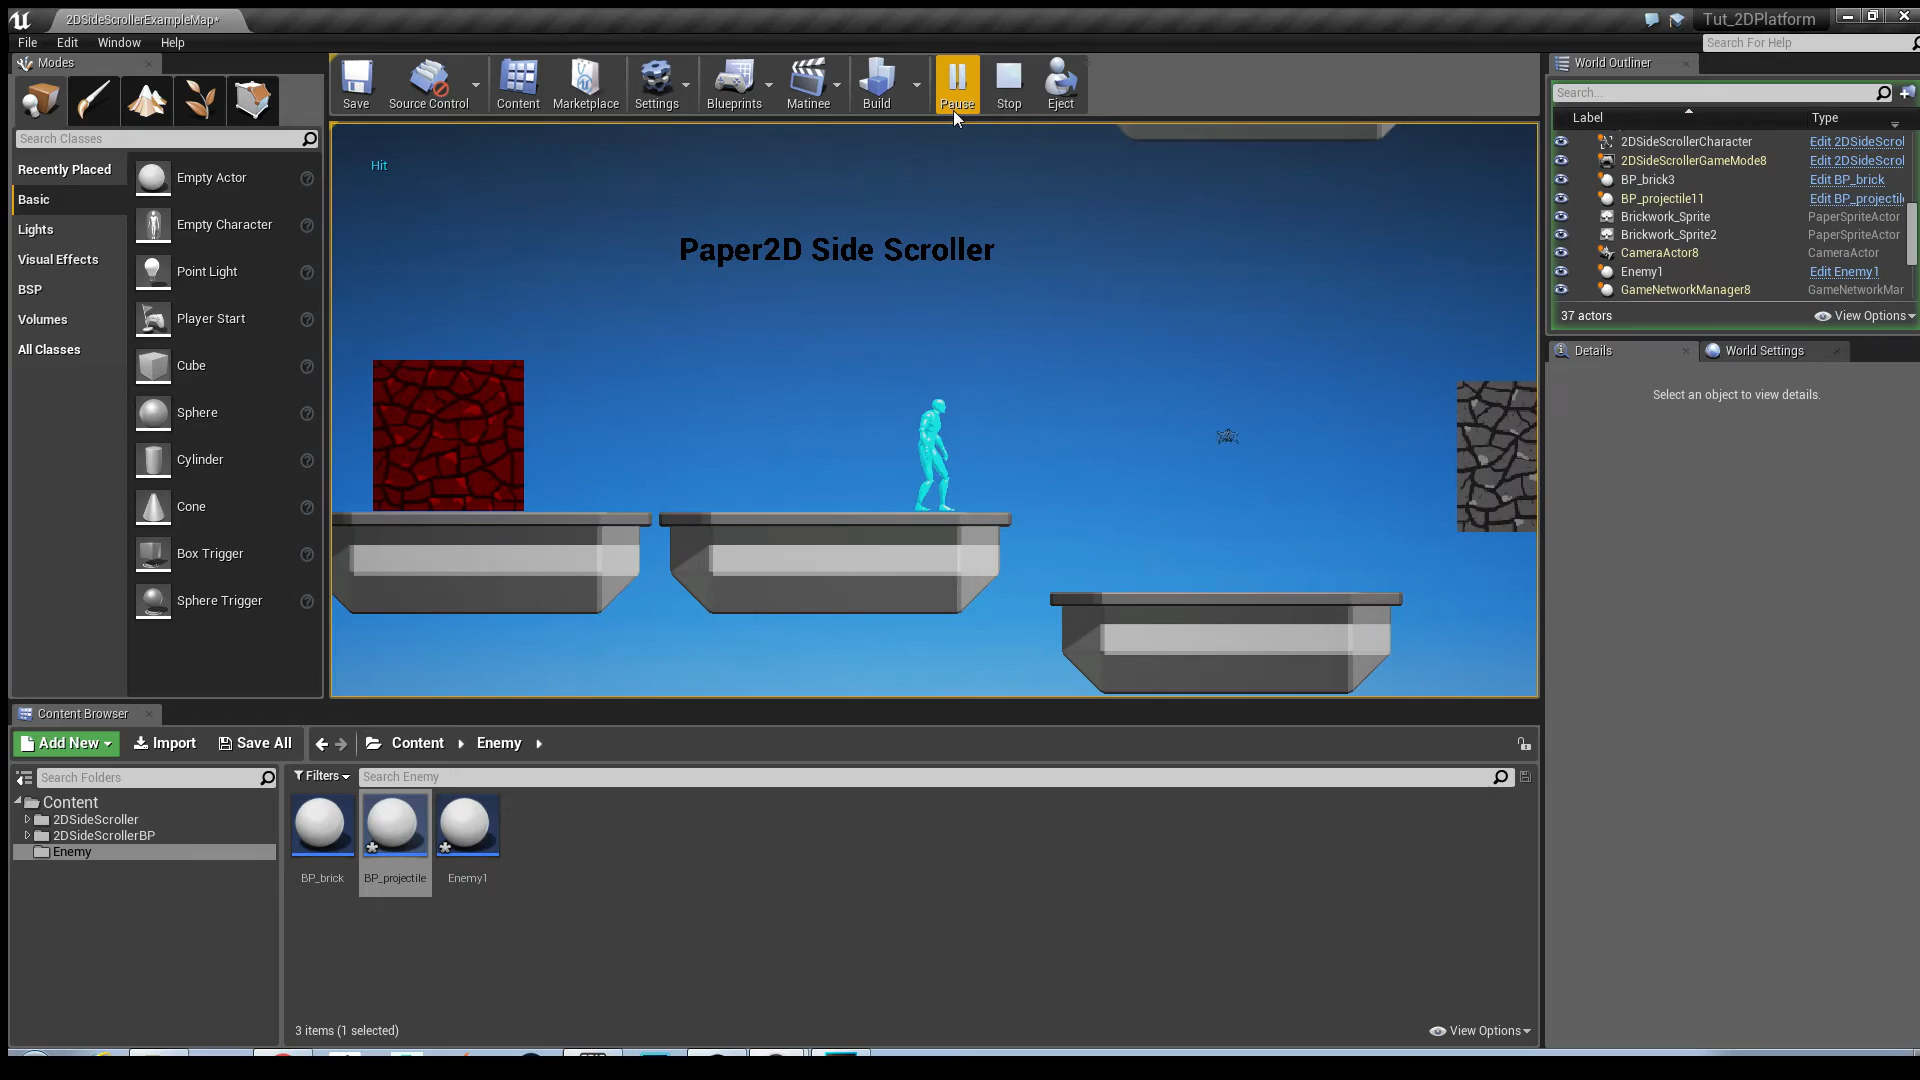 2DSideScrollerExampleMap*
Tut_2DPlatform
File Edit Window Help
Search For Help
Modes
Save
Source Control
Content
Marketplace
Settings
Blueprints
Matinee
Build
Pause
Stop
Eject
Search Classes
Recently Placed
Basic
Lights
Visual Effects
BSP
Volumes
All Classes
Empty Actor
Empty Character
Point Light
Player Start
Cube
Sphere
Cylinder
Cone
Box Trigger
Sphere Trigger
Hit
Paper2D Side Scroller
World Outliner
Search...
Label Type
2DSideScrollerCharacter Edit 2DSideScrol
2DSideScrollerGameMode8 Edit 2DSideScrol
BP_brick3 Edit BP_brick
BP_projectile11 Edit BP_projectil
Brickwork_Sprite PaperSpriteActor
Brickwork_Sprite2 PaperSpriteActor
CameraActor8 CameraActor
Enemy1 Edit Enemy1
GameNetworkManager8 GameNetworkMar
37 actors
View Options
Details
World Settings
Select an object to view details.
Content Browser
Add New
Import
Save All
Content
Enemy
Search Folders
Filters
Search Enemy
Content
2DSideScroller
2DSideScrollerBP
Enemy
BP_brick
BP_projectile
Enemy1
3 items (1 selected)
View Options